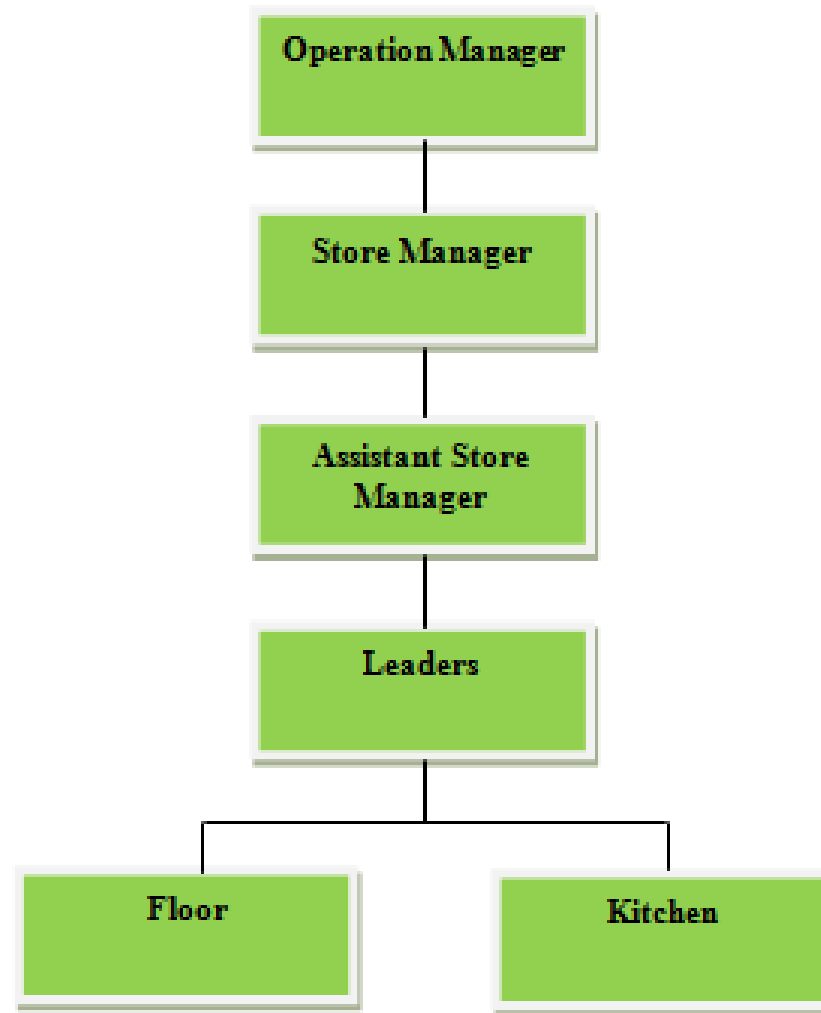 Operation Manager
Store Manager
Assistant Store
Manager
Leaders
Floor
Kitchen